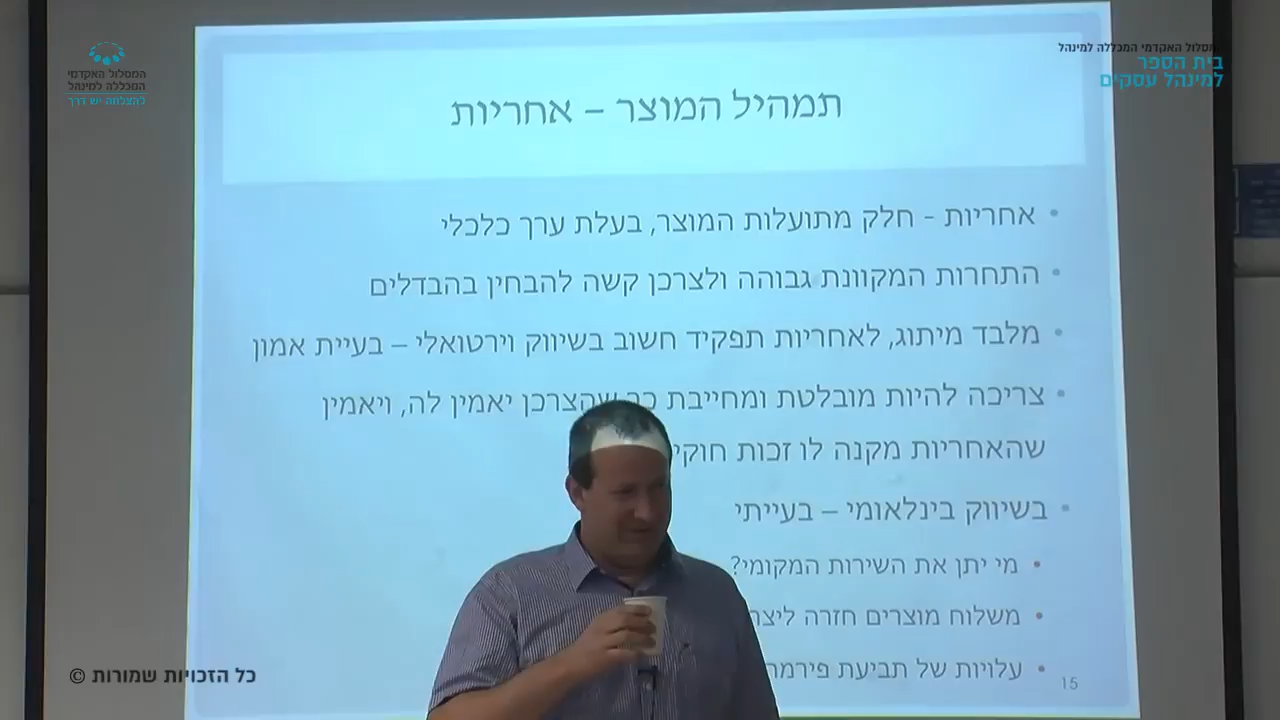 המסלול האקדמי
המכללה למינהל
להצלחה יש דרך
המסלול האקדמי המכללה למינהל
בית הספר
למינהל עסקים
תמהיל המוצר – אחריות
• אחריות - חלק מתועלות המוצר, בעלת ערך כלכלי
• התחרות המקוונת גבוהה ולצרכן קשה להבחין בהבדלים
• מלבד מיתוג, לאחריות תפקיד חשוב בשיווק וירטואלי – בעיית אמון
• צריכה להיות מובלטת ומחייבת כך שהצרכן יאמין לה, ויאמין
שהאחריות מקנה לו זכות
• בשיווק בינלאומי – בעייתי
• מי יתן את השירות המקומי?
• משלוח מוצרים חזרה
• עלויות של תביעת
15
כל הזכויות שמורות ©